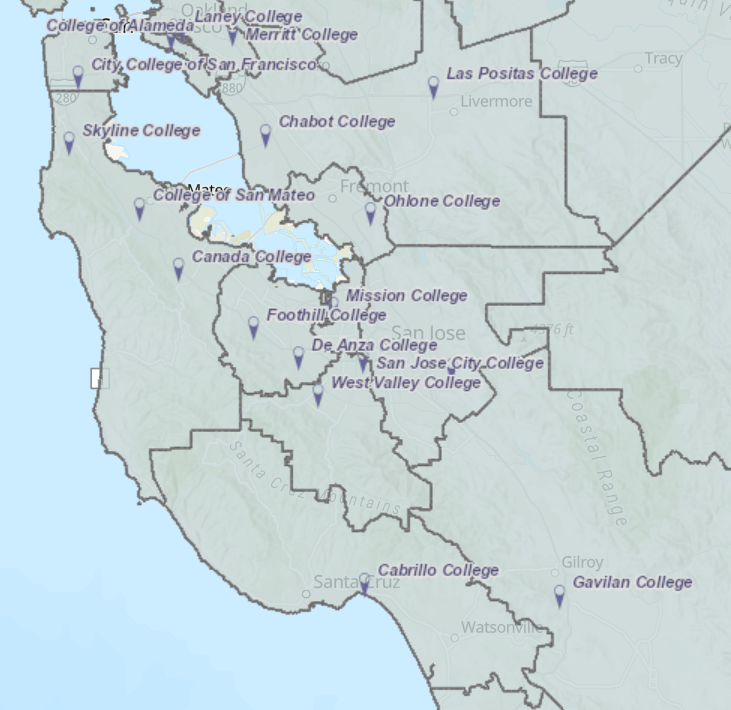 Oakland
Laney College
College of Alameda
Merritt College
City College of San Francisco
Las Positas College
Tracy
280
880
Livermore
Chabot College
Skyline College
Mateo
Fremont
College of San Mateo
Ohlone College
Canada College
Mission College
Foothill College
San Jose
4376 ft
De Anza College
San Jose City College
West Valley College
Coastal Range
Santa Cruz Mountains
Gilroy
Cabrillo College
Santa Cruz
Gavilan College
Watsonville